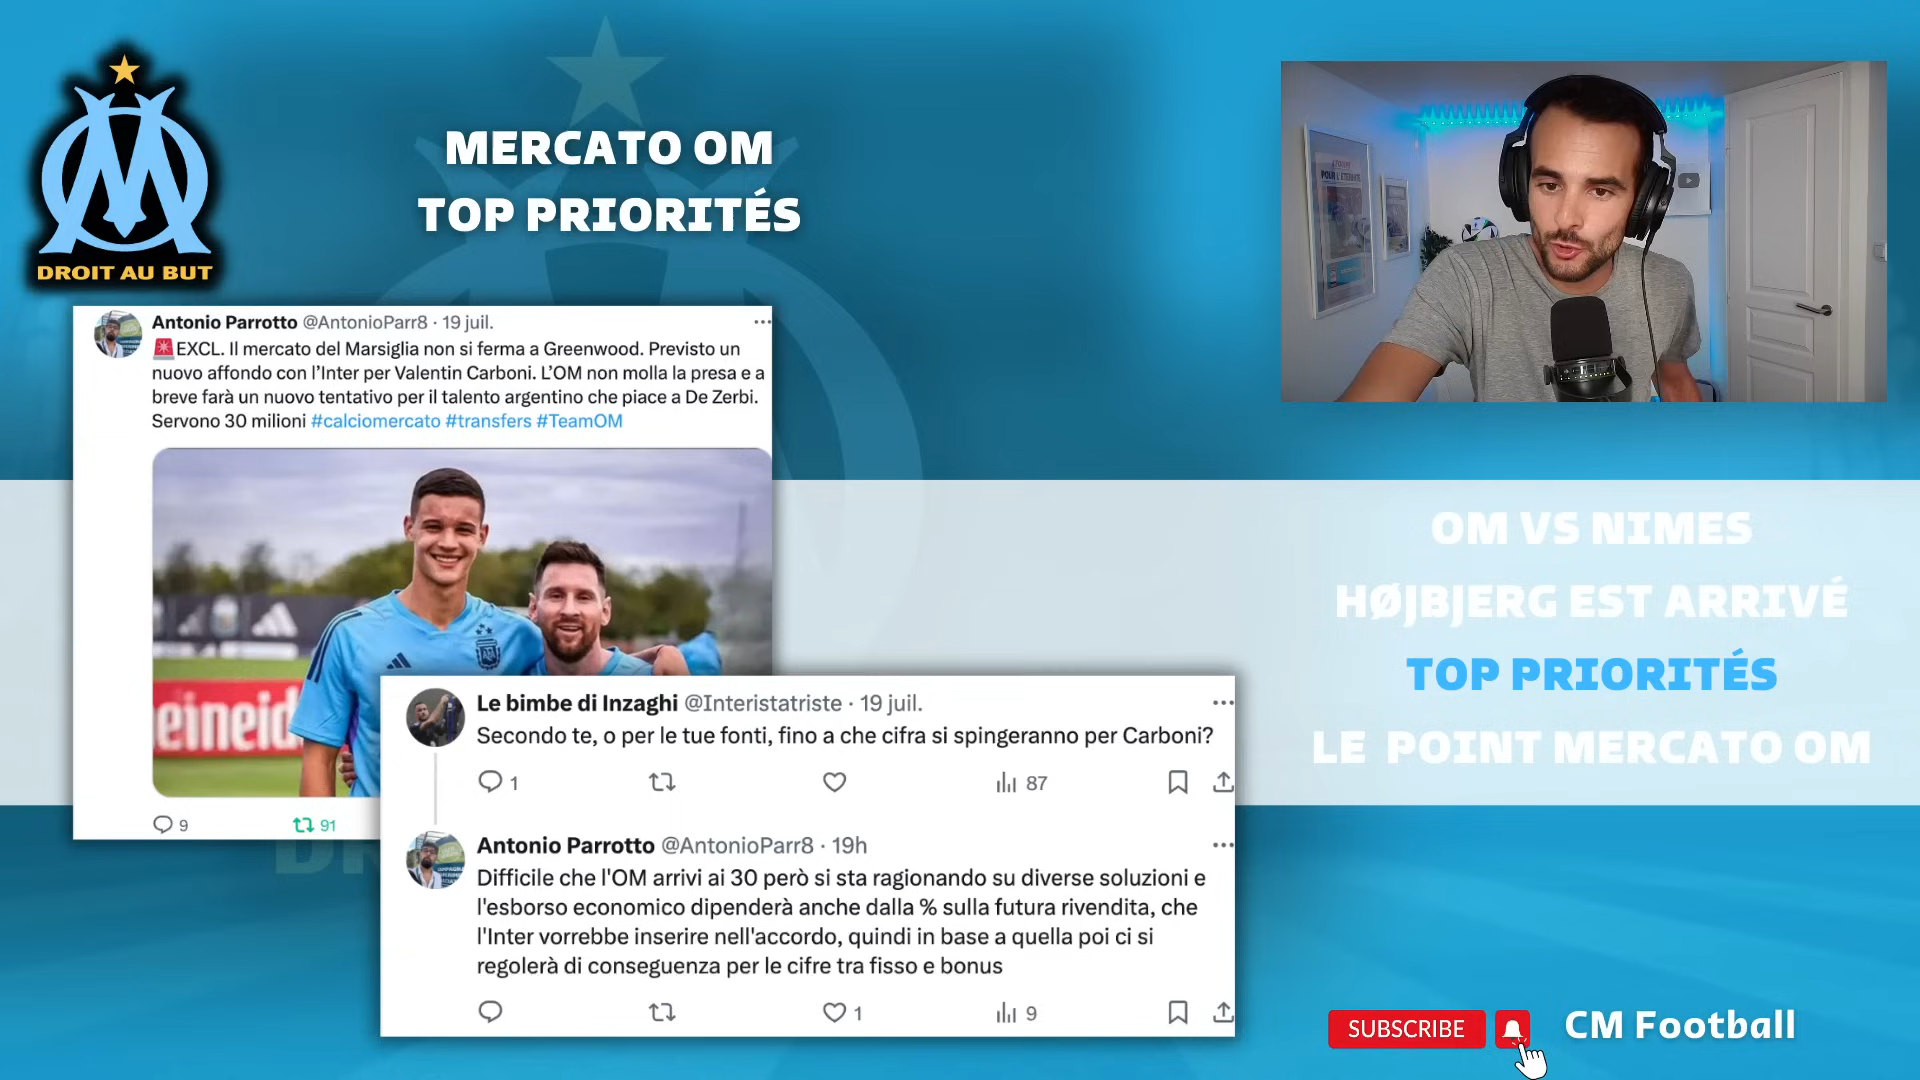 DROIT AU BUT
MERCATO OM
TOP PRIORITÉS
Antonio Parrotto @AntonioParr8 · 19 juil.
EXCL. Il mercato del Marsiglia non si ferma a Greenwood. Previsto un
nuovo affondo con l'Inter per Valentin Carboni. L'OM non molla la presa e a
breve farà un nuovo tentativo per il talento argentino che piace a De Zerbi.
Servono 30 milioni #calciomercato #transfers #TeamOM
9
91
Le bimbe di Inzaghi @Interistatriste · 19 juil.
Secondo te, o per le tue fonti, fino a che cifra si spingeranno per Carboni?
1
87
Antonio Parrotto @AntonioParr8 · 19h
Difficile che l'OM arrivi ai 30 però si sta ragionando su diverse soluzioni e
l'esborso economico dipenderà anche dalla % sulla futura rivendita, che
l'Inter vorrebbe inserire nell'accordo, quindi in base a quella poi ci si
regolerà di conseguenza per le cifre tra fisso e bonus
1
9
OM VS NIMES
HØJBJERG EST ARRIVÉ
TOP PRIORITÉS
LE POINT MERCATO OM
SUBSCRIBE
CM Football